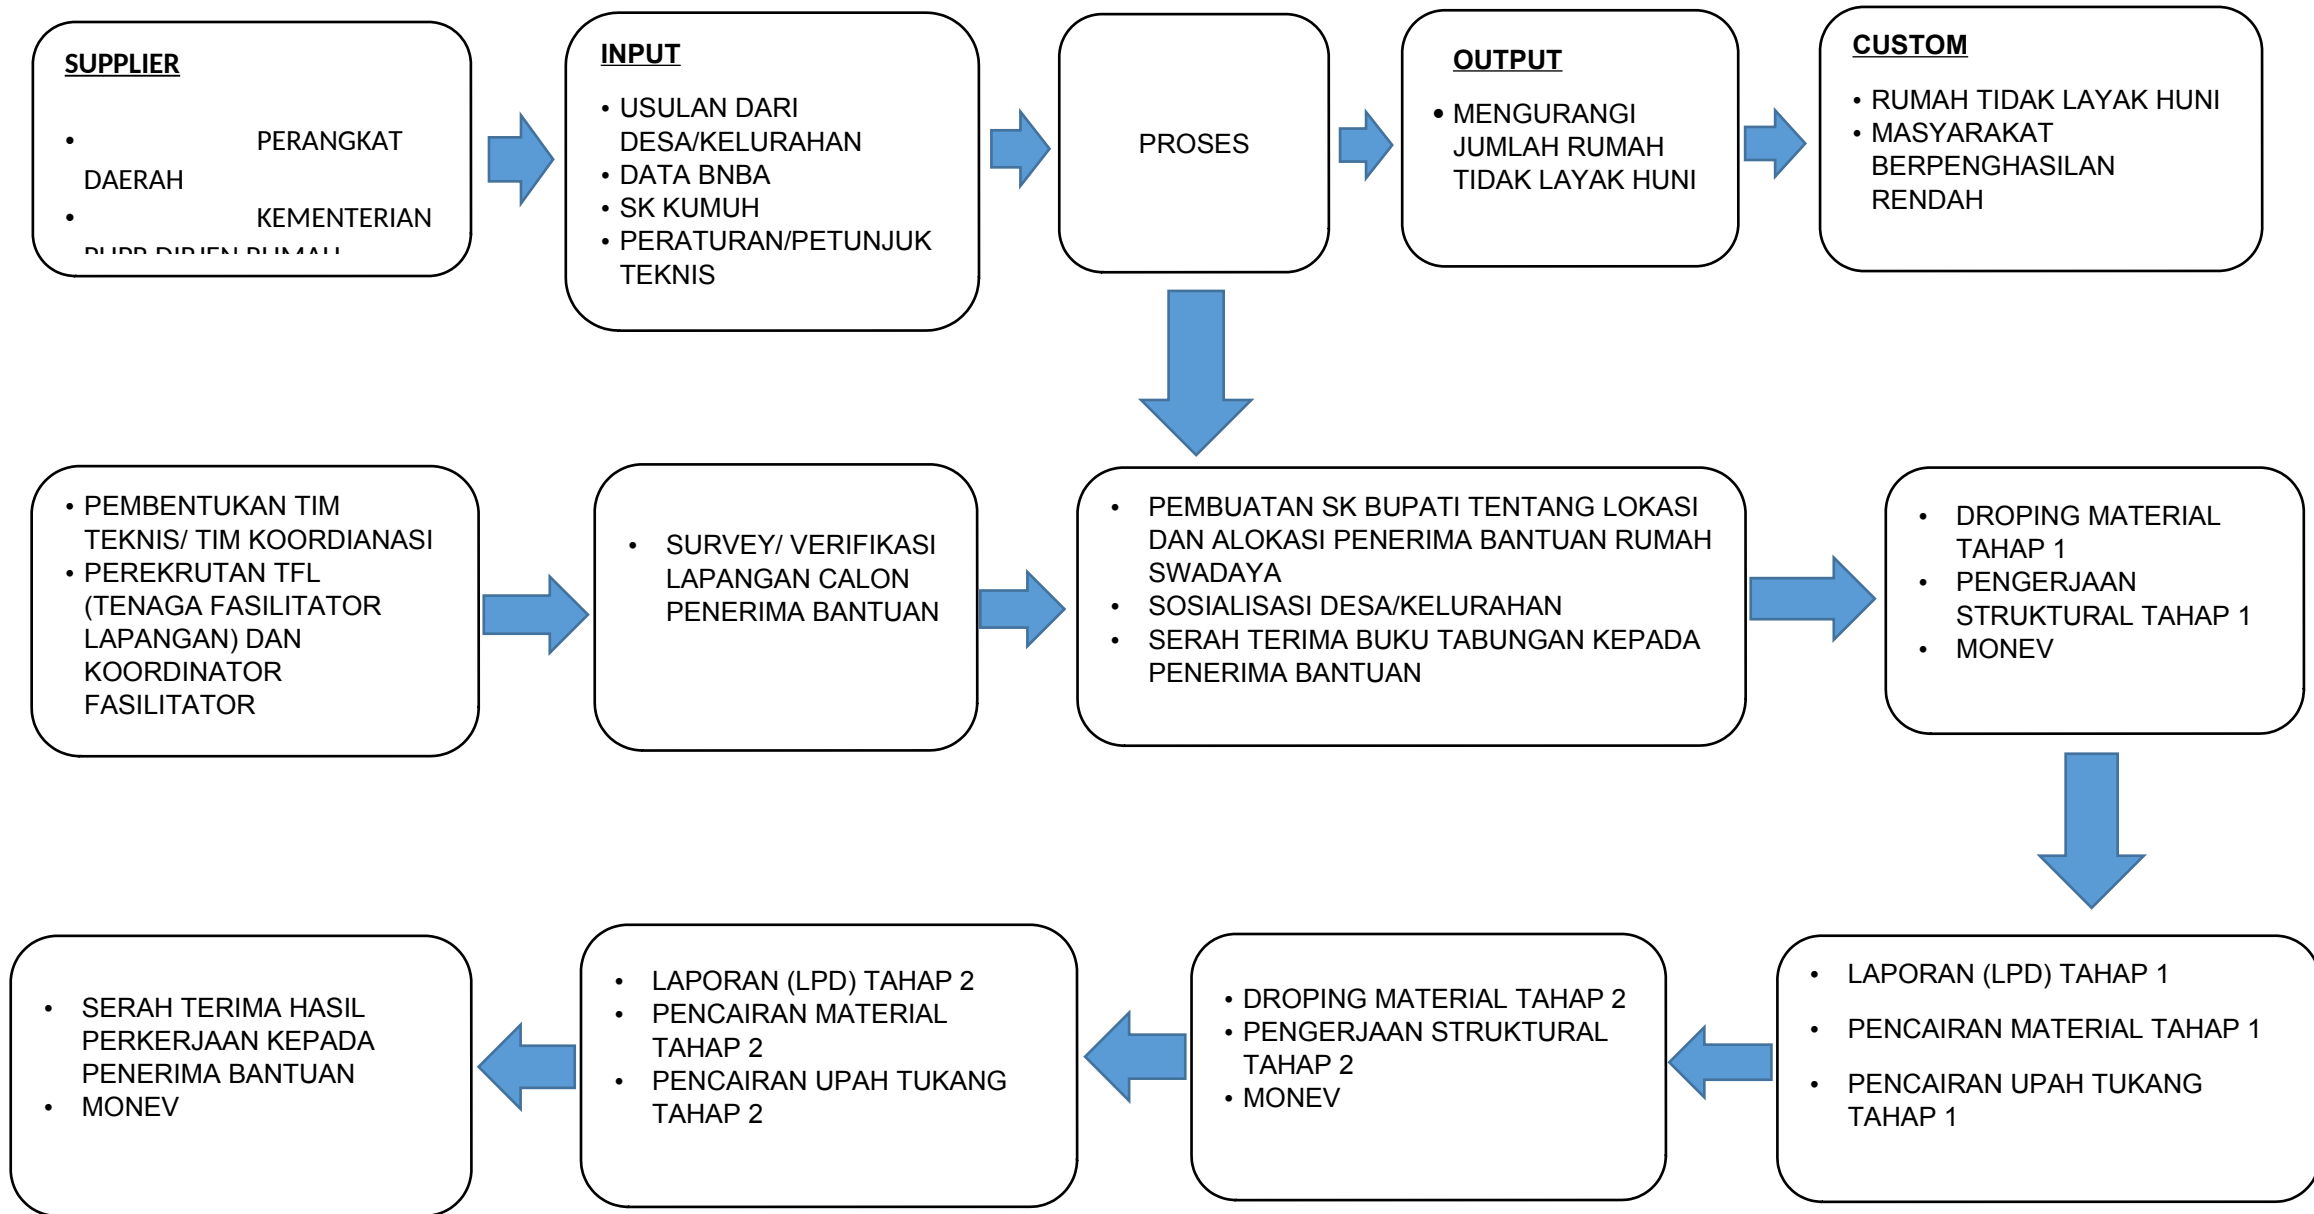 SUPPLIER
• PERANGKAT
DAERAH
• KEMENTERIAN
INPUT
• USULAN DARI
DESA/KELURAHAN
• DATA BNBA
• SK KUMUH
• PERATURAN/PETUNJUK
TEKNIS
PROSES
OUTPUT
• MENGURANGI
JUMLAH RUMAH
TIDAK LAYAK HUNI
CUSTOM
• RUMAH TIDAK LAYAK HUNI
• MASYARAKAT
BERPENGHASILAN
RENDAH
• PEMBENTUKAN TIM
TEKNIS/ TIM KOORDIANASI
• PEREKRUTAN TFL
(TENAGA FASILITATOR
LAPANGAN) DAN
KOORDINATOR
FASILITATOR
• SURVEY/ VERIFIKASI
LAPANGAN CALON
PENERIMA BANTUAN
• PEMBUATAN SK BUPATI TENTANG LOKASI
DAN ALOKASI PENERIMA BANTUAN RUMAH
SWADAYA
• SOSIALISASI DESA/KELURAHAN
• SERAH TERIMA BUKU TABUNGAN KEPADA
PENERIMA BANTUAN
• DROPING MATERIAL
TAHAP 1
• PENGERJAAN
STRUKTURAL TAHAP 1
• MONEV
• LAPORAN (LPD) TAHAP 1
• PENCAIRAN MATERIAL TAHAP 1
• PENCAIRAN UPAH TUKANG
TAHAP 1
• DROPING MATERIAL TAHAP 2
• PENGERJAAN STRUKTURAL
TAHAP 2
• MONEV
• LAPORAN (LPD) TAHAP 2
• PENCAIRAN MATERIAL
TAHAP 2
• PENCAIRAN UPAH TUKANG
TAHAP 2
• SERAH TERIMA HASIL
PERKERJAAN KEPADA
PENERIMA BANTUAN
• MONEV